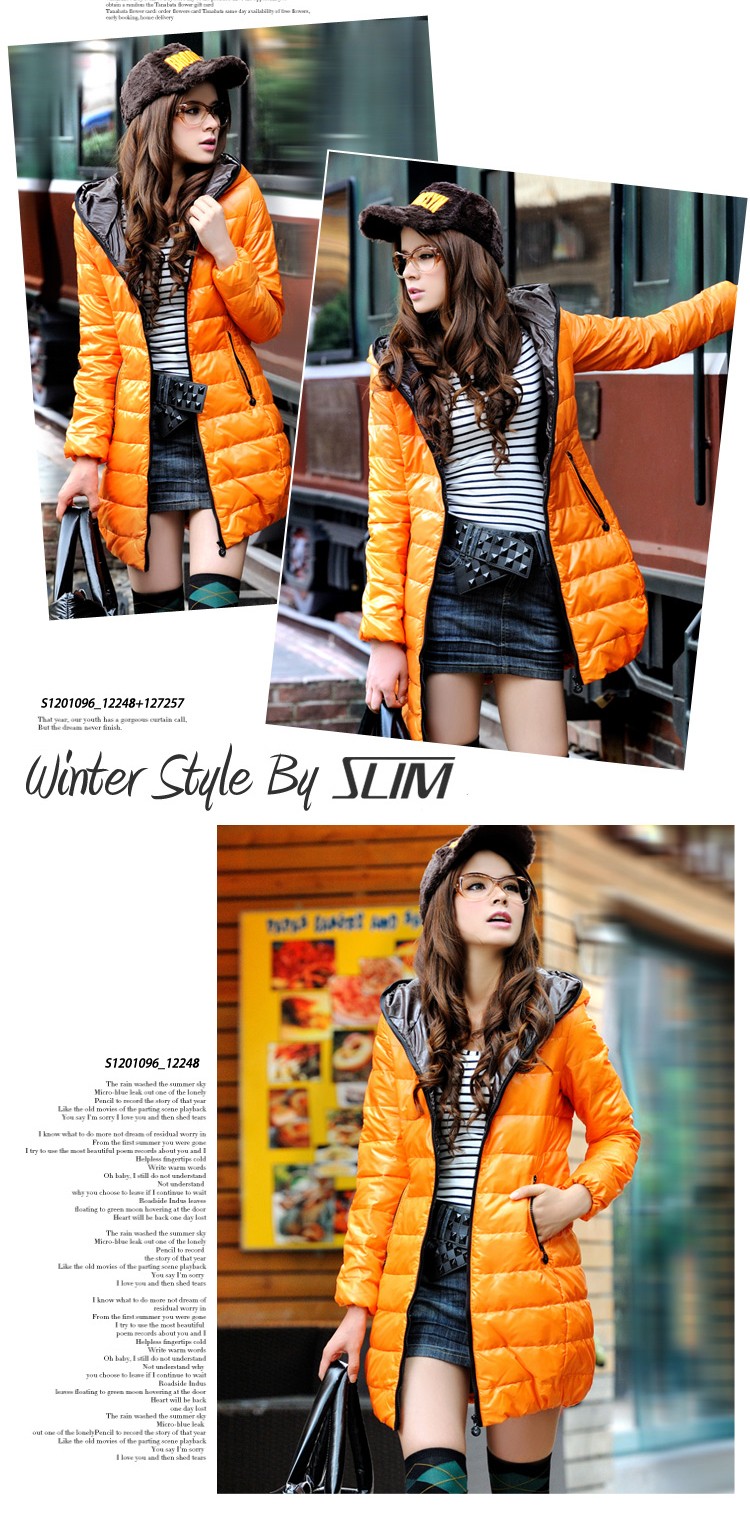 obtain a sendun the Tanabata flower gift card
Tanabata flower card: order flowers card Tanabata same day availability of free flowers,
early booking, home delivery
S1201096_12248+127257
That year, our youth has a gorgeous curtain call,
But the dream never finish.
Winter Style By SLIM
S1201096_12248
The rain washed the summer sky
Micro-blue leak out one of the lonely
Pencil to record the story of that year
Like the old movies of the parting scene playback
You say I'm sorry I love you and then shed tears
I know what to do more not dream of residual worry in
From the first summer you were gone
I try to use the most beautiful poem records about you and I
Helpless fingertips cold
Write warm words
Oh baby, I still do not understand
Not understand
why you choose to leave if I continue to wait
Roadside Indus leaves
floating to green moon hovering at the door
Heart will be back one day lost
The rain washed the summer sky
Micro-blue leak out one of the lonely
Pencil to record
the story of that year
Like the old movies of the parting scene playback
You say I'm sorry
I love you and then shed tears
I know what to do more not dream of
residual worry in
From the first summer you were gone
I try to use the most beautiful
poem records about you and I
Helpless fingertips cold
Write warm words
Oh baby, I still do not understand
Not understand why
you choose to leave if I continue to wait
Roadside Indus
leaves floating to green moon hovering at the door
Heart will be back
one day lost
The rain washed the summer sky
Micro-blue leak
out one of the lonelyPencil to record the story of that year
Like the old movies of the parting scene playback
You say I'm sorry
I love you and then shed tears